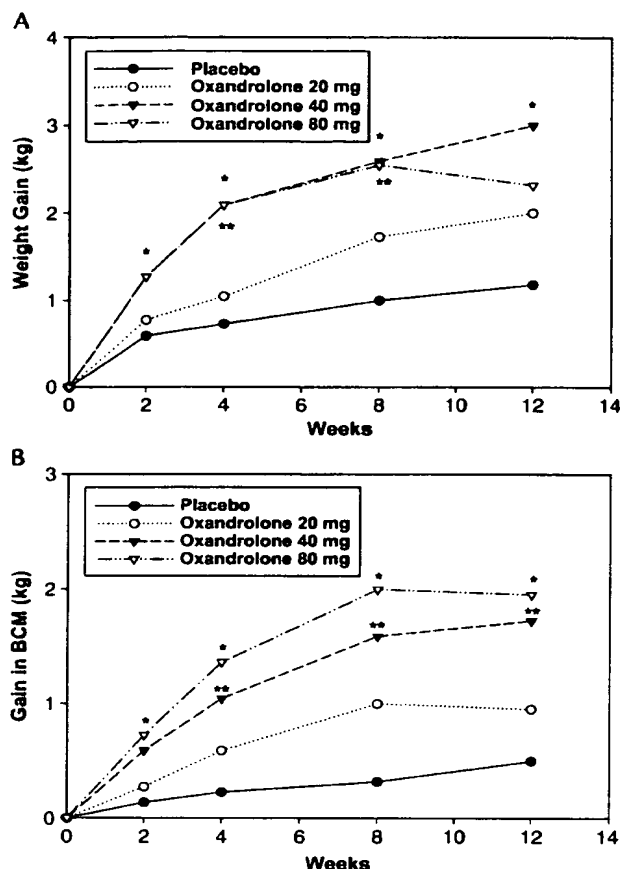 A
4
3
2
1
0
Weight Gain (kg)
Placebo
Oxandrolone 20 mg
Oxandrolone 40 mg
Oxandrolone 80 mg
*
*
**
*
**
*
0 2 4 6 8 10 12 14
Weeks
B
3
2
1
0
Gain in BCM (kg)
Placebo
Oxandrolone 20 mg
Oxandrolone 40 mg
Oxandrolone 80 mg
*
*
**
*
**
*
**
0 2 4 6 8 10 12 14
Weeks